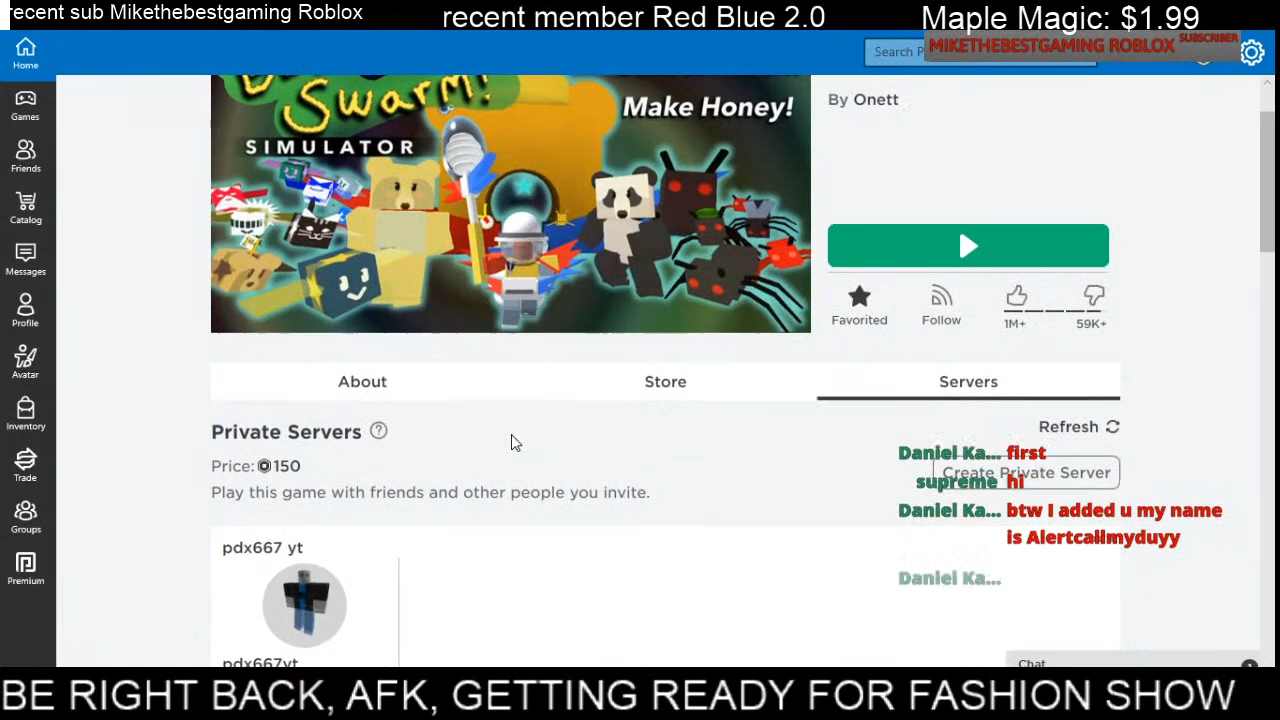 recent sub Mikethebestgaming Roblox
recent member Red Blue 2.0
Maple Magic: $1.99
MIKETHEBESTGAMING ROBLOX SUBSCRIBER
Search
Home
Games
Friends
Catalog
Messages
Profile
Avatar
Inventory
Trade
Groups
Premium
Swarm!
SIMULATOR
Make Honey!
By Onett
Favorited
Follow
1M+
59K+
About
Store
Servers
Private Servers
Refresh
Price: 150
Create Private Server
Play this game with friends and other people you invite.
pdx667 yt
pdx667yt
Daniel Ka... first
supreme hi
Daniel Ka... btw I added u my name
is Alertcallmyduyy
Daniel Ka...
Chat
BE RIGHT BACK, AFK, GETTING READY FOR FASHION SHOW